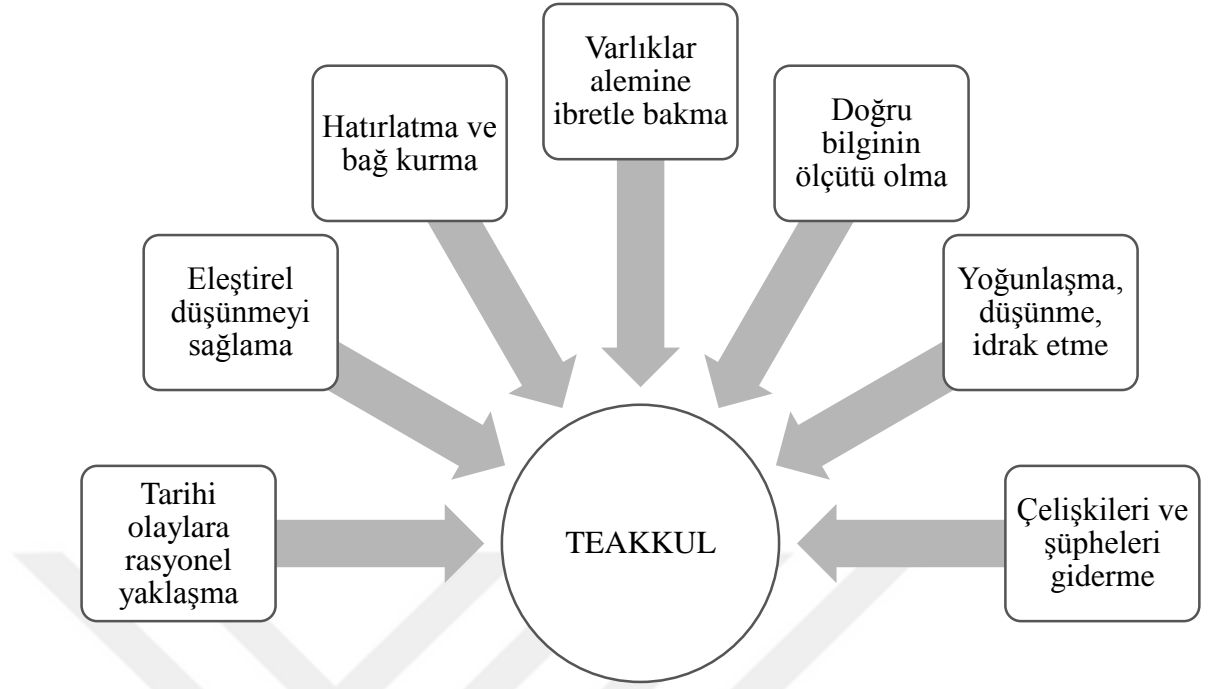 Varlıklar
alemine
ibretle bakma
Hatırlatma ve
bağ kurma
Doğru
bilginin
ölçütü olma
Eleştirel
düşünmeyi
sağlama
Yoğunlaşma,
düşünme,
idrak etme
Tarihi
olaylara
rasyonel
yaklaşma
TEAKKUL
Çelişkileri ve
şüpheleri
giderme